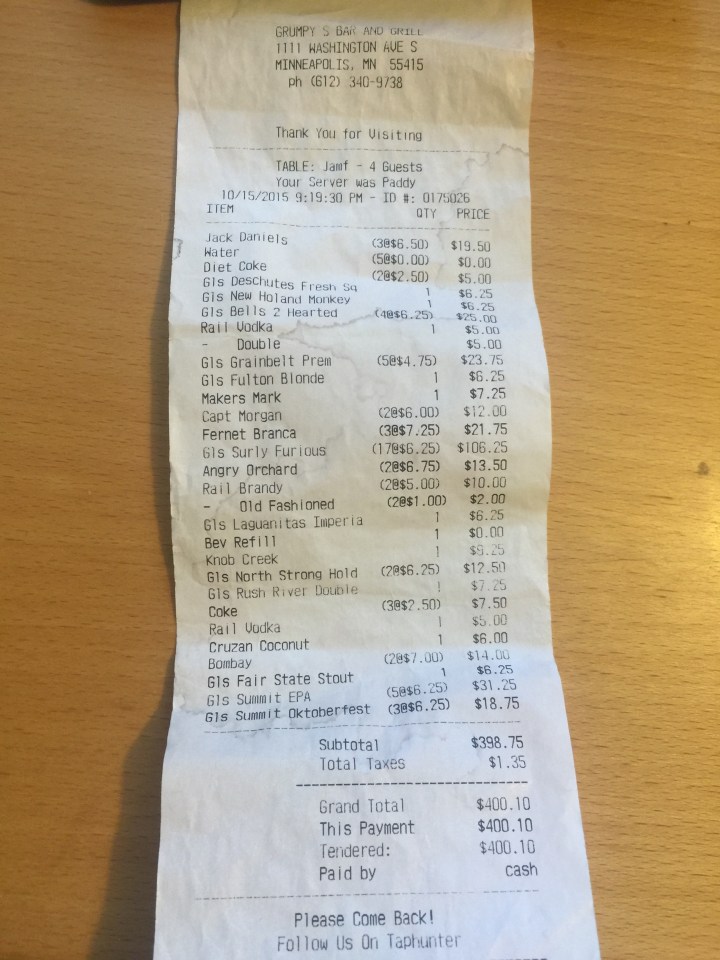 GRUMPY S BAR AND GRILL
1111 WASHINGTON AVE S
MINNEAPOLIS, MN 55415
ph (612) 340-9738
Thank You for Visiting
TABLE: Jamf - 4 Guests
Your Server was Paddy
10/15/2015 9:19:30 PM - ID #: 0175026
ITEM QTY PRICE
Jack Daniels (3@$6.50) $19.50
Water (5@$0.00) $0.00
Diet Coke (2@$2.50) $5.00
Gls Deschutes Fresh Sq 1 $6.25
Gls New Holand Monkey 1 $6.25
Gls Bells 2 Hearted (4@$6.25) $25.00
Rail Vodka 1 $5.00
- Double $5.00
Gls Grainbelt Prem (5@$4.75) $23.75
Gls Fulton Blonde 1 $6.25
Makers Mark 1 $7.25
Capt Morgan (2@$6.00) $12.00
Fernet Branca (3@$7.25) $21.75
Gls Surly Furious (17@$6.25) $106.25
Angry Orchard (2@$6.75) $13.50
Rail Brandy (2@$5.00) $10.00
- Old Fashioned (2@$1.00) $2.00
Gls Laguanitas Imperia 1 $6.25
Bev Refill 1 $0.00
Knob Creek 1 $9.25
Gls North Strong Hold (2@$6.25) $12.50
Gls Rush River Double 1 $7.25
Coke (3@$2.50) $7.50
Rail Vodka 1 $5.00
Cruzan Coconut 1 $6.00
Bombay (2@$7.00) $14.00
Gls Fair State Stout 1 $6.25
Gls Summit EPA (5@$6.25) $31.25
Gls Summit Oktoberfest (3@$6.25) $18.75
Subtotal $398.75
Total Taxes $1.35
Grand Total $400.10
This Payment $400.10
Tendered: $400.10
Paid by cash
Please Come Back!
Follow Us On Taphunter